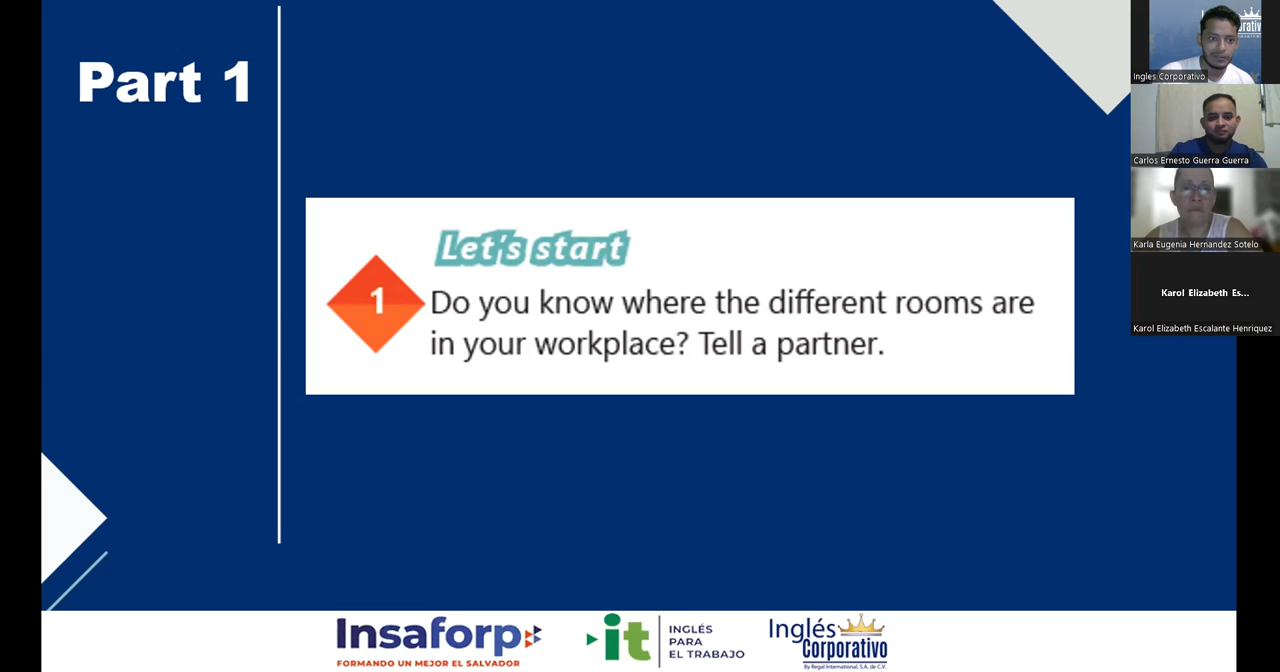 Part 1
Let's start
1
Do you know where the different rooms are
in your workplace? Tell a partner.
Insaforp
FORMANDO UN MEJOR EL SALVADOR
it
INGLÉS
PARA
EL TRABAJO
Inglés
Corporativo
By Regal International, S.A. de C.V.
Ingles Corporativo
Carlos Ernesto Guerra Guerra
Karla Eugenia Hernandez Sotelo
Karol Elizabeth Es...
Karol Elizabeth Escalante Henriquez